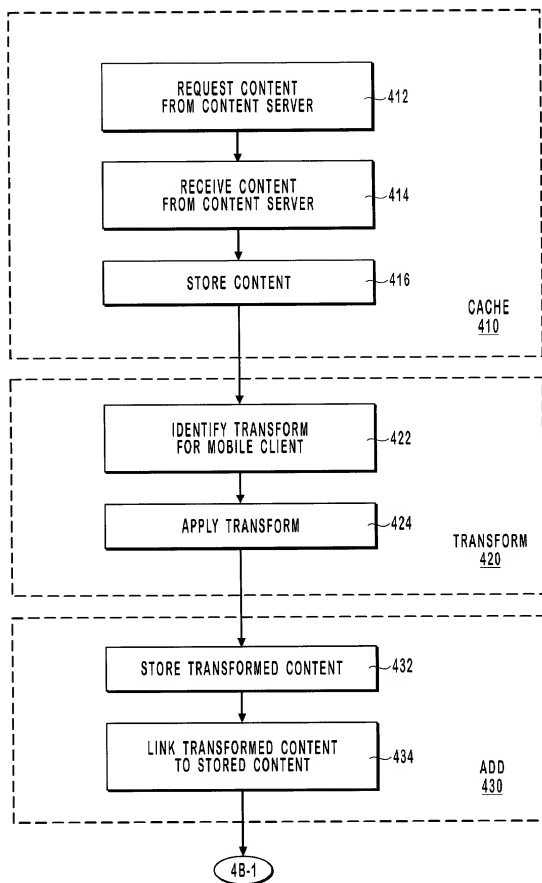 REQUEST CONTENT
FROM CONTENT SERVER
412
RECEIVE CONTENT
FROM CONTENT SERVER
414
STORE CONTENT
416
CACHE
410
IDENTIFY TRANSFORM
FOR MOBILE CLIENT
422
APPLY TRANSFORM
424
TRANSFORM
420
STORE TRANSFORMED CONTENT
432
LINK TRANSFORMED CONTENT
TO STORED CONTENT
434
ADD
430
4B-1